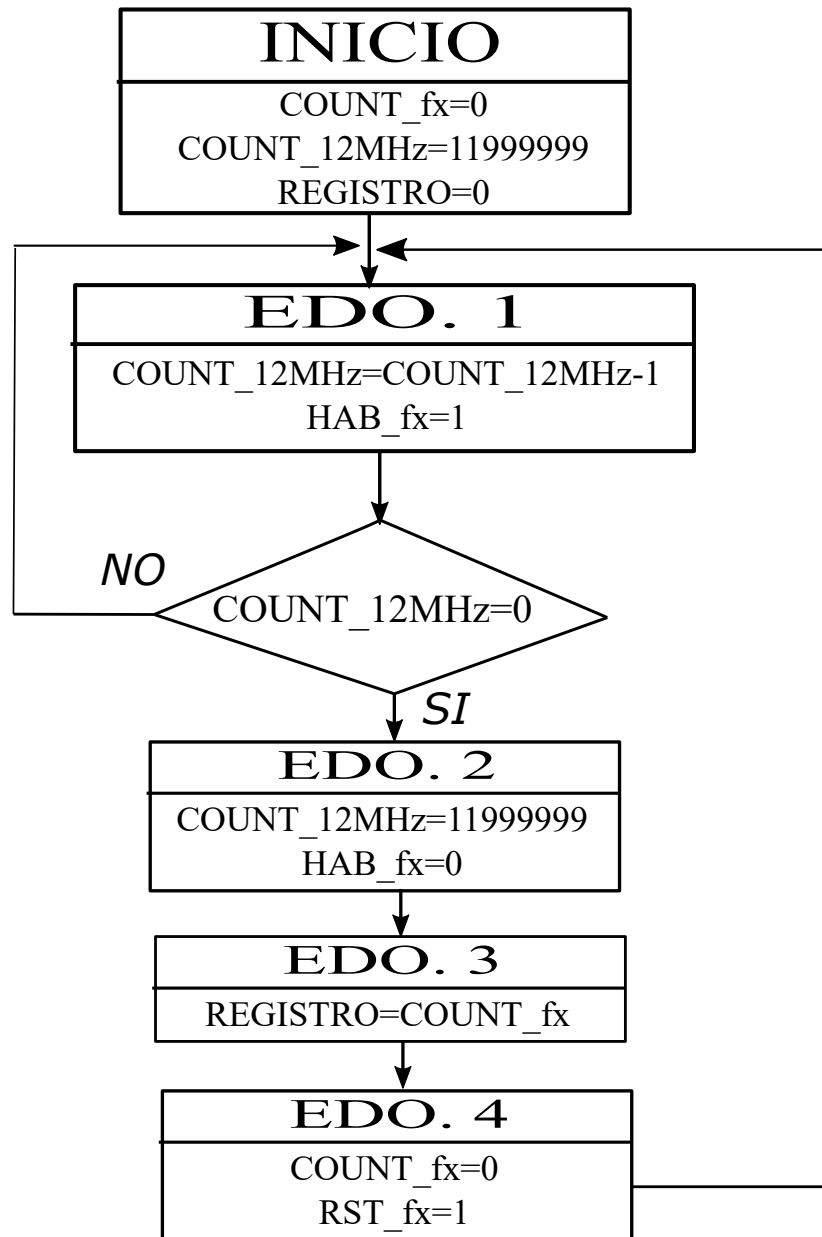 INICIO
COUNT_fx=0
COUNT_12MHz=11999999
REGISTRO=0
EDO. 1
COUNT_12MHz=COUNT_12MHz-1
HAB_fx=1
NO
COUNT_12MHz=0
SI
EDO. 2
COUNT_12MHz=11999999
HAB_fx=0
EDO. 3
REGISTRO=COUNT_fx
EDO. 4
COUNT_fx=0
RST_fx=1